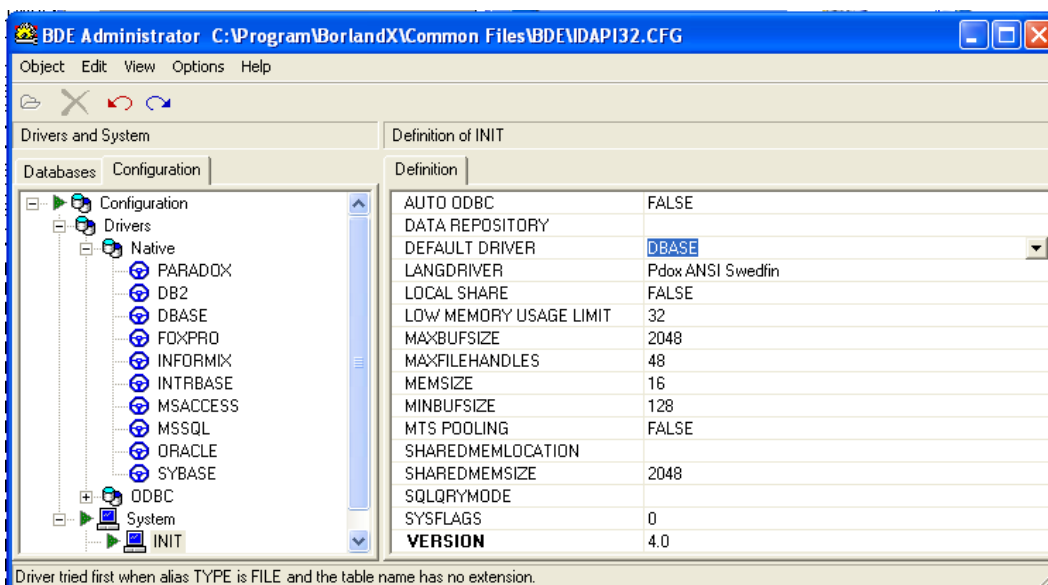 BDE Administrator C:\Program\BorlandX\Common Files\BDE\IDAPI32.CFG
Object Edit View Options Help
Drivers and System
Definition of INIT
Databases Configuration
Definition
Configuration
Drivers
Native
PARADOX
DB2
DBASE
FOXPRO
INFORMIX
INTRBASE
MSACCESS
MSSQL
ORACLE
SYBASE
ODBC
System
INIT
AUTO ODBC FALSE
DATA REPOSITORY
DEFAULT DRIVER DBASE
LANGDRIVER Pdox ANSI Swedfin
LOCAL SHARE FALSE
LOW MEMORY USAGE LIMIT 32
MAXBUFSIZE 2048
MAXFILEHANDLES 48
MEMSIZE 16
MINBUFSIZE 128
MTS POOLING FALSE
SHAREDMEMLOCATION
SHAREDMEMSIZE 2048
SQLQRYMODE
SYSFLAGS 0
VERSION 4.0
Driver tried first when alias TYPE is FILE and the table name has no extension.